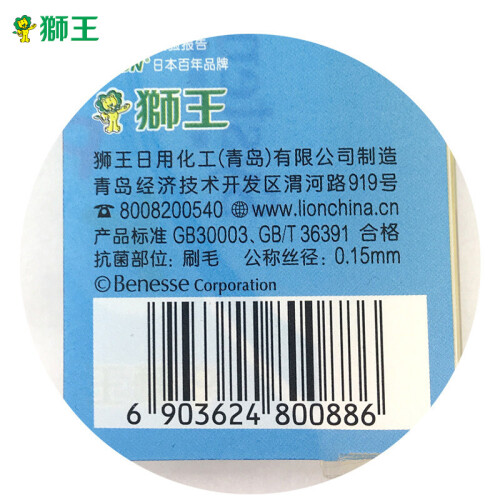 狮王
验报告
日本百年品牌
狮王
狮王日用化工(青岛)有限公司制造
青岛经济技术开发区渭河路919号
☎8008200540 www.lionchina.cn
产品标准 GB30003、GB/T 36391 合格
抗菌部位: 刷毛 公称丝径: 0.15mm
©Benesse Corporation
6 903624 800886